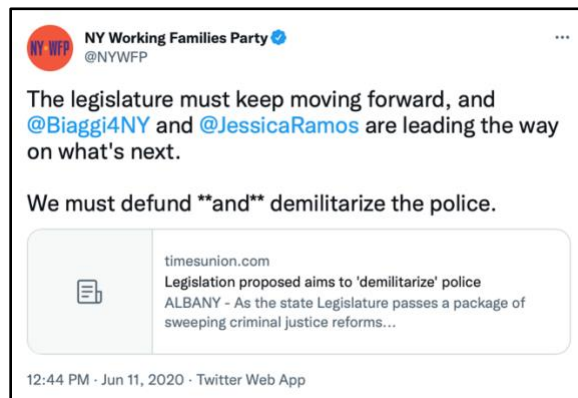 NY WFP
NY Working Families Party
@NYWFP
The legislature must keep moving forward, and
@Biaggi4NY and @JessicaRamos are leading the way
on what's next.
We must defund **and** demilitarize the police.
timesunion.com
Legislation proposed aims to 'demilitarize' police
ALBANY - As the state Legislature passes a package of
sweeping criminal justice reforms...
12:44 PM · Jun 11, 2020 · Twitter Web App